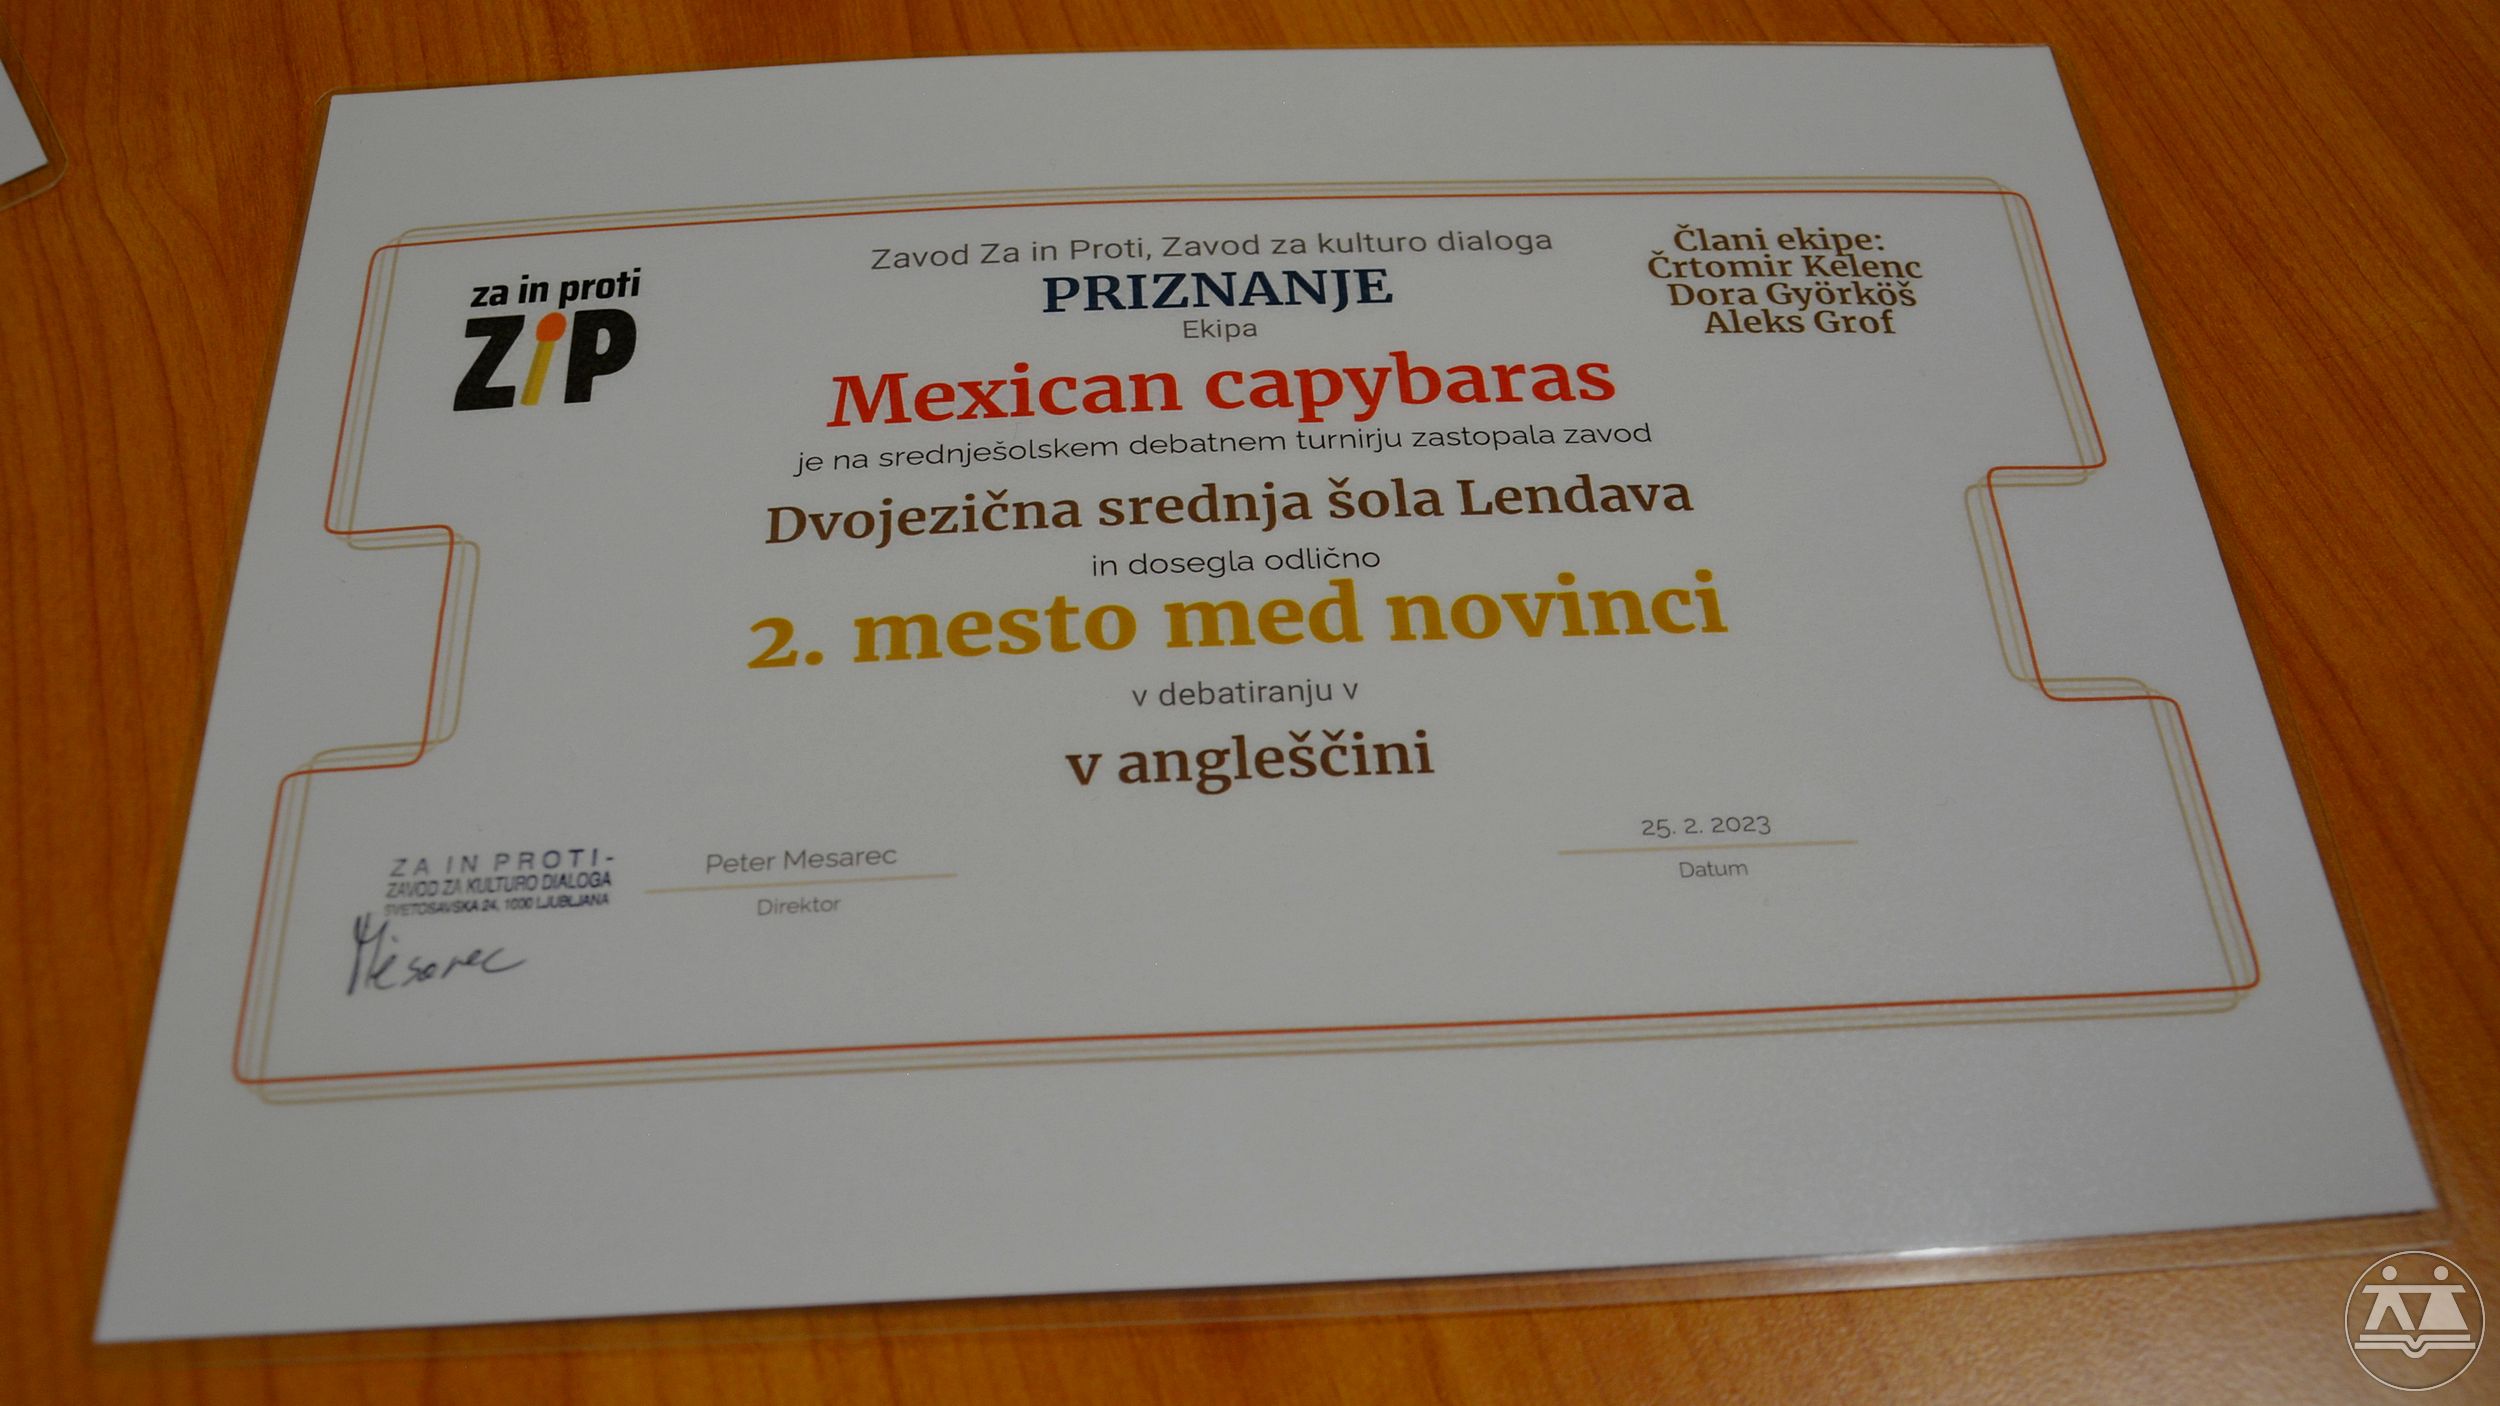 za in proti
ZiP
Zavod Za in Proti, Zavod za kulturo dialoga
PRIZNANJE
Ekipa
Mexican capybaras
je na srednješolskem debatnem turnirju zastopala zavod
Dvojezična srednja šola Lendava
in dosegla odlično
2. mesto med novinci
v debatiranju v
v angleščini
Člani ekipe:
Črtomir Kelenc
Dora Györköš
Aleks Grof
ZA IN PROTI-
ZAVOD ZA KULTURO DIALOGA
SVETOSAVSKA 24, 1000 LJUBLJANA
Mesarec
Peter Mesarec
Direktor
25. 2. 2023
Datum